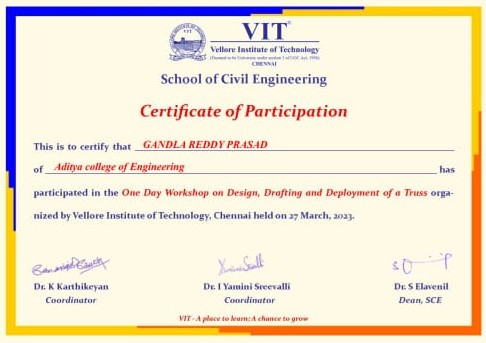 VIT®
Vellore Institute of Technology
(Deemed to be University under section 3 of UGC Act, 1956)
CHENNAI
School of Civil Engineering
Certificate of Participation
This is to certify that GANDLA REDDY PRASAD
of Aditya college of Engineering has
participated in the One Day Workshop on Design, Drafting and Deployment of a Truss orga-
nized by Vellore Institute of Technology, Chennai held on 27 March, 2023.
Dr. K Karthikeyan Dr. I Yamini Sreevalli Dr. S Elavenil
Coordinator Coordinator Dean, SCE
VIT - A place to learn; A chance to grow